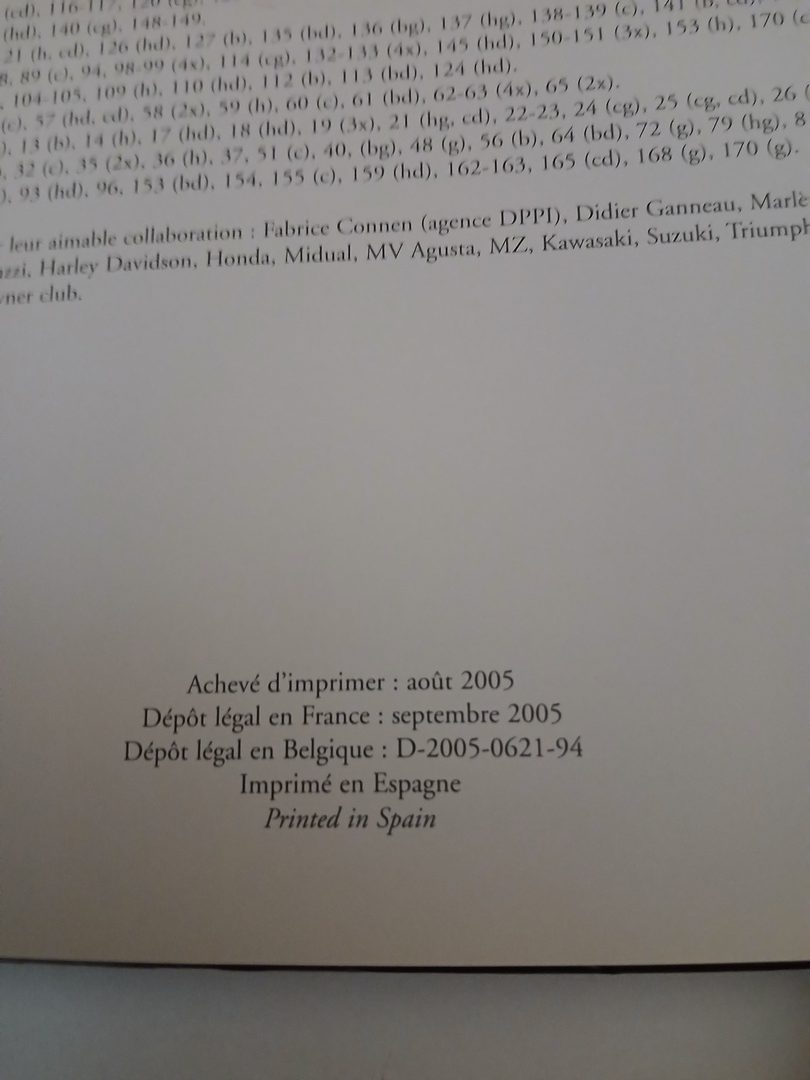 (cd), 116-117, 120
(hd), 140 (cg), 148-149.
21 (h, cd), 126 (hd), 127 (b), 135 (bd), 136 (bg), 137 (hg), 138-139 (c), 141
89 (c), 94, 98-99 (4x), 114 (cg), 132-133 (4x), 145 (hd), 150-151 (3x), 153 (h), 170
104-105, 109 (h), 110 (hd), 112 (b), 113 (bd), 124 (hd).
(c), 57 (hd, cd), 58 (2x), 59 (h), 60 (c), 61 (bd), 62-63 (4x), 65 (2x).
), 13 (b), 14 (h), 17 (hd), 18 (hd), 19 (3x), 21 (hg, cd), 22-23, 24 (cg), 25 (cg, cd), 26 (
, 32 (c), 35 (2x), 36 (h), 37, 51 (c), 40, (bg), 48 (g), 56 (b), 64 (bd), 72 (g), 79 (hg), 8
), 93 (hd), 96, 153 (bd), 154, 155 (c), 159 (hd), 162-163, 165 (cd), 168 (g), 170 (g).
leur aimable collaboration : Fabrice Connen (agence DPPI), Didier Ganneau, Marlè
zzi, Harley Davidson, Honda, Midual, MV Agusta, MZ, Kawasaki, Suzuki, Triumph
ner club.
Achevé d'imprimer : août 2005
Dépôt légal en France : septembre 2005
Dépôt légal en Belgique : D-2005-0621-94
Imprimé en Espagne
Printed in Spain